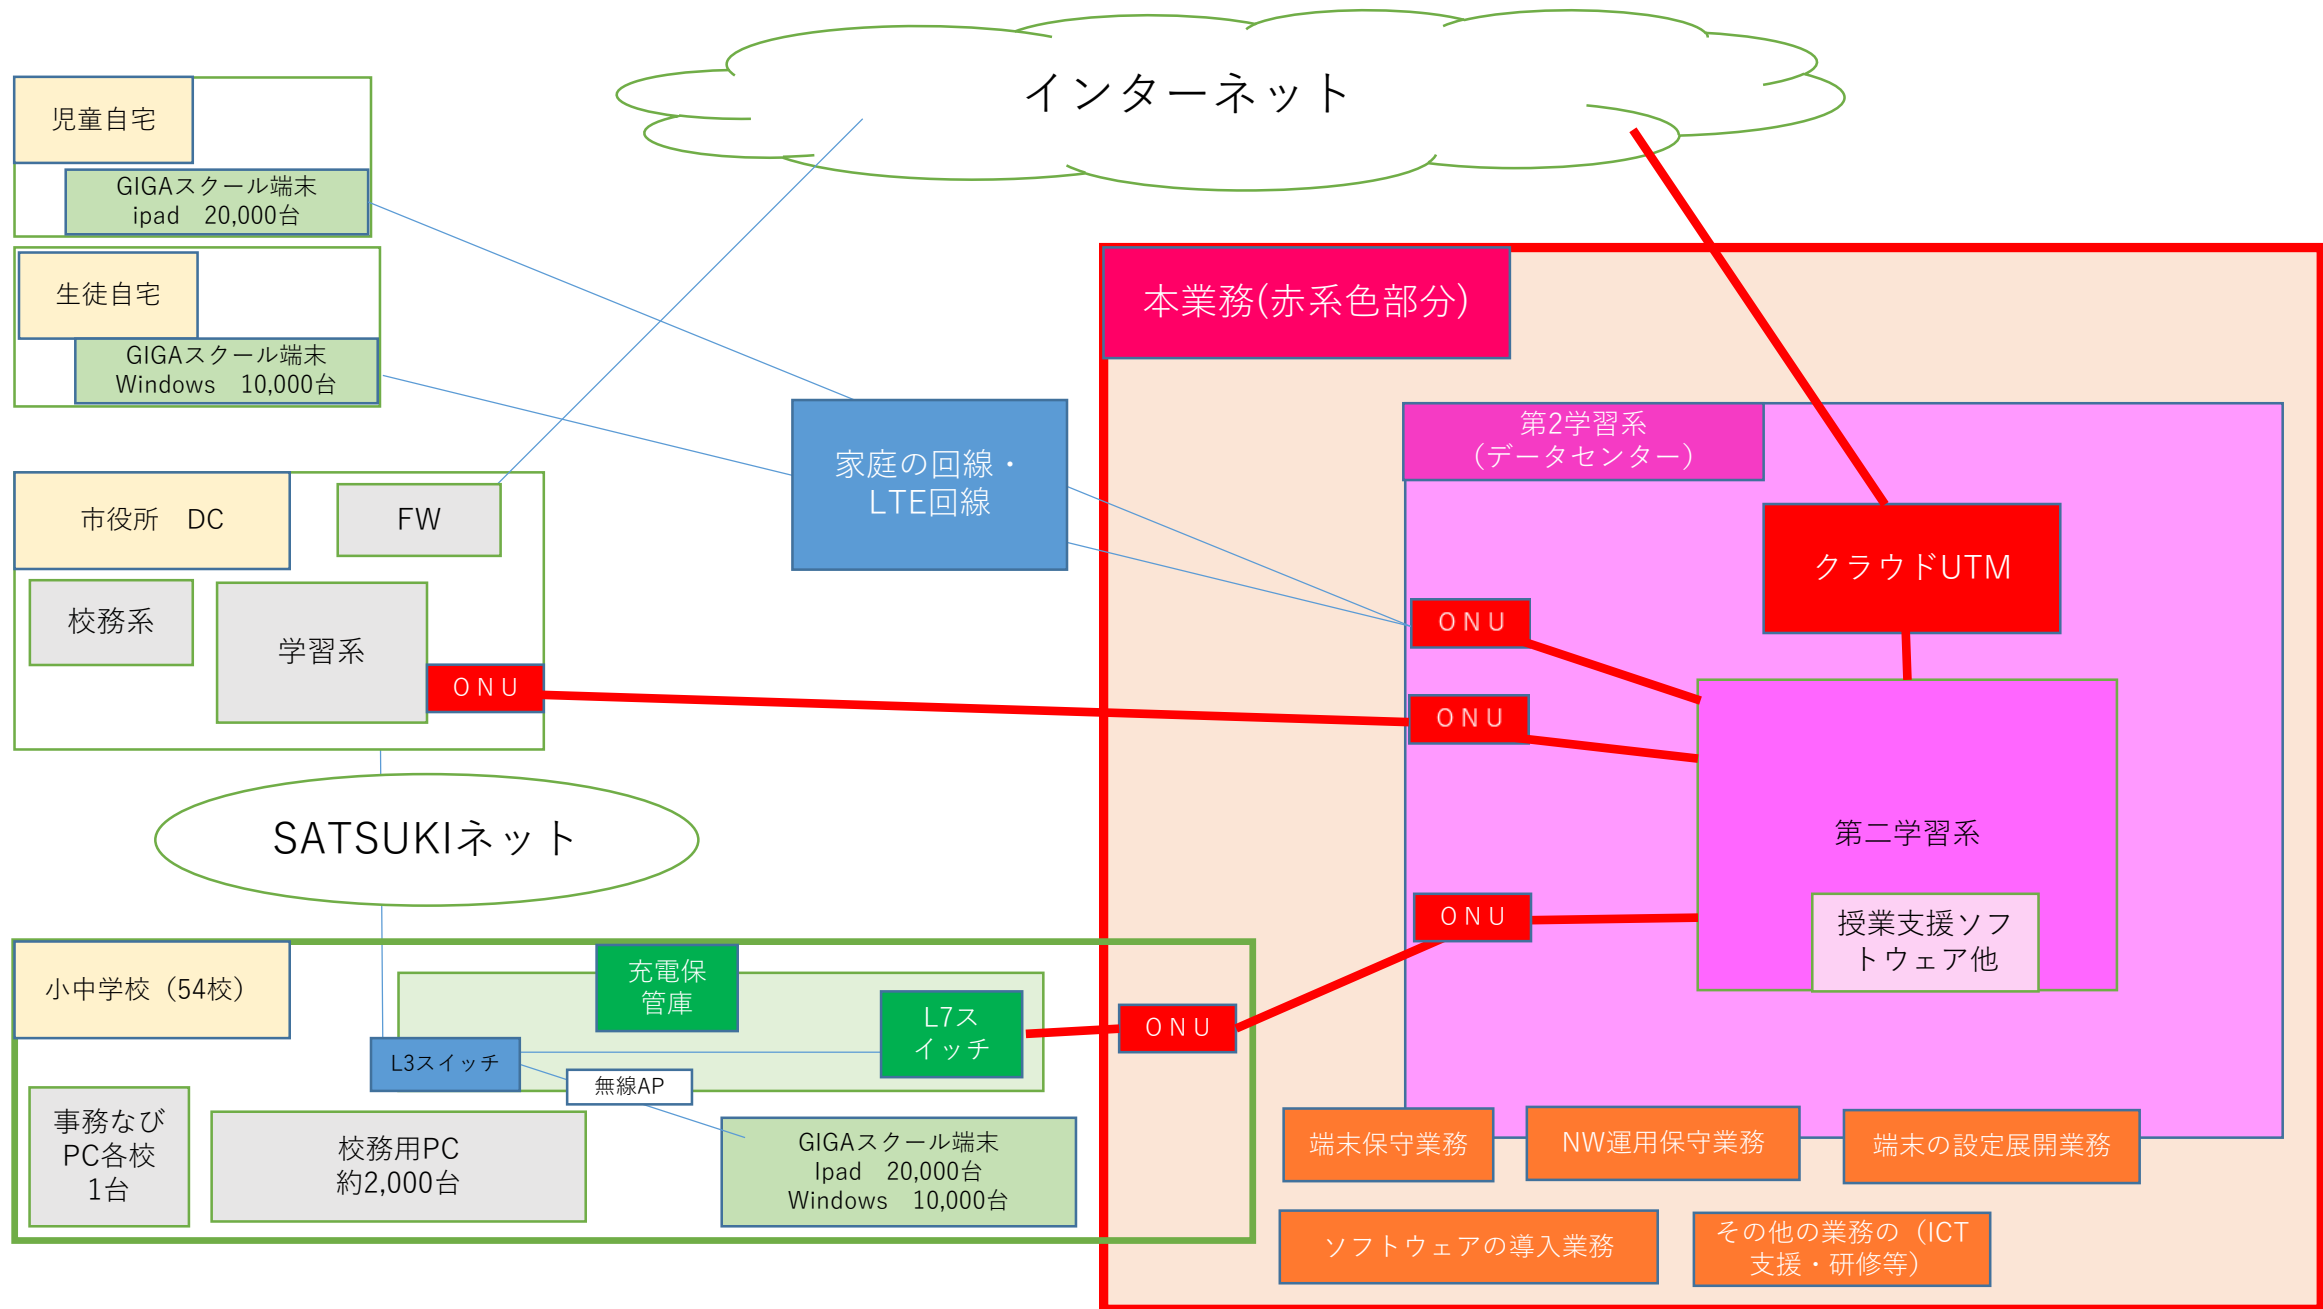 インターネット
児童自宅
GIGAスクール端末
ipad　20,000台
生徒自宅
GIGAスクール端末
Windows　10,000台
本業務(赤系色部分)
家庭の回線・
LTE回線
第2学習系
（データセンター）
市役所　DC
FW
クラウドUTM
校務系
学習系
ＯＮＵ
ＯＮＵ
ＯＮＵ
第二学習系
SATSUKIネット
ＯＮＵ
授業支援ソフ
トウェア他
小中学校（54校）
充電保
管庫
L7ス
イッチ
ＯＮＵ
L3スイッチ
無線AP
事務なび
PC各校
1台
校務用PC
約2,000台
GIGAスクール端末
Ipad　20,000台
Windows　10,000台
端末保守業務
NW運用保守業務
端末の設定展開業務
ソフトウェアの導入業務
その他の業務の（ICT
支援・研修等）